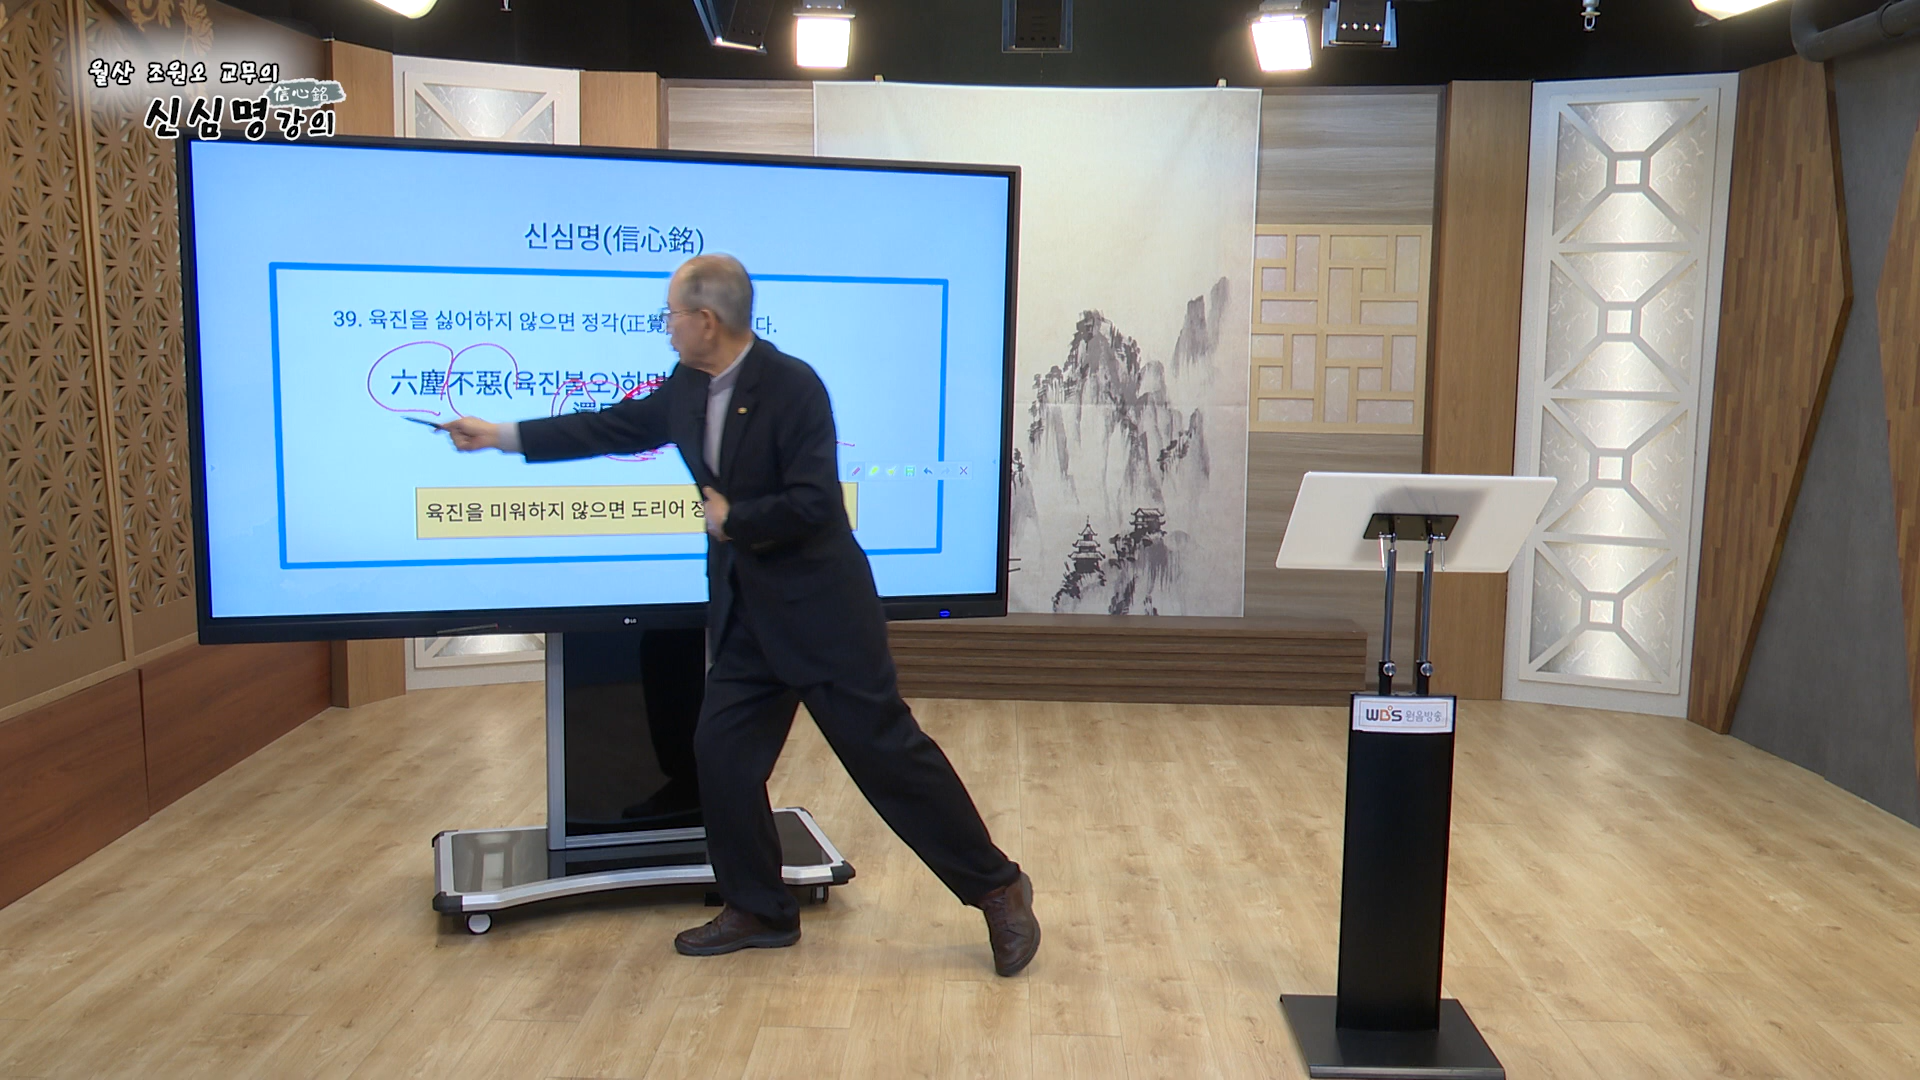 월산 조원오 교무의
신심명 信心銘 강의
신심명(信心銘)
39. 육진을 싫어하지 않으면 정각(正覺 다.
六塵不惡(육진불오)하면
還
육진을 미워하지 않으면 도리어 정
LG
WBS 원음방송